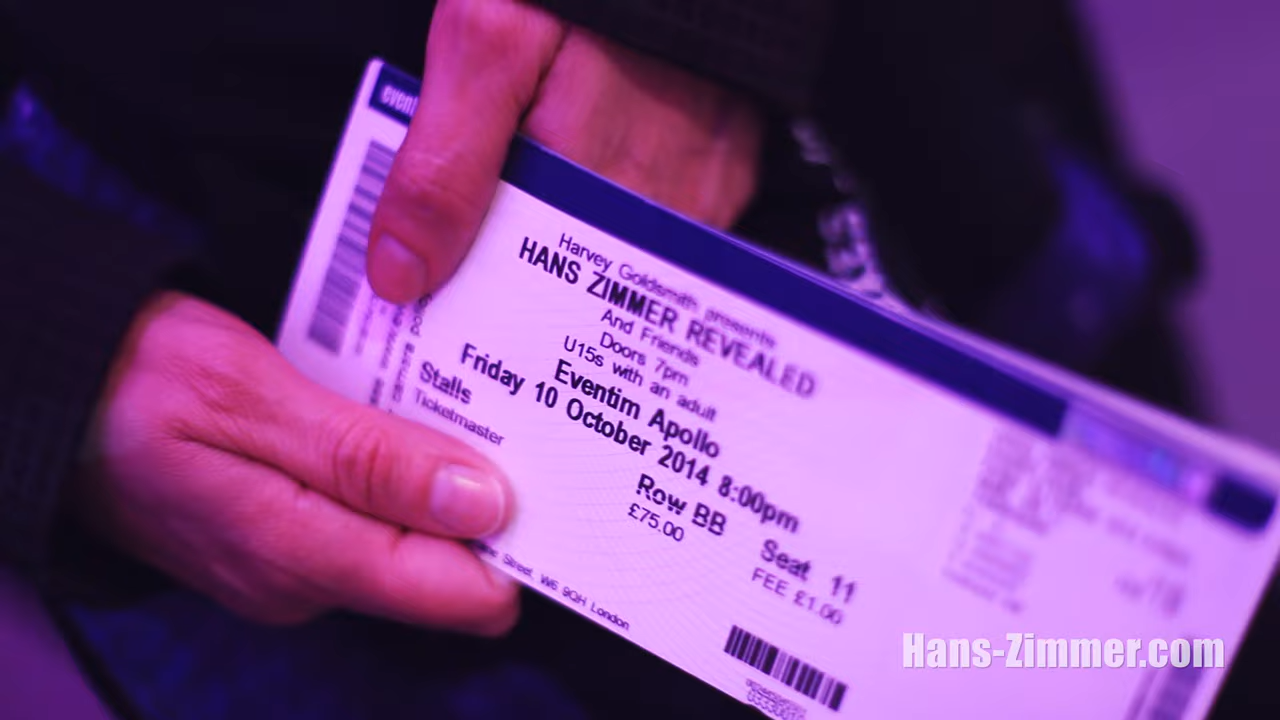 Harvey Goldsmith presents
HANS ZIMMER REVEALED
And Friends
Doors 7pm
U15s with an adult
Eventim Apollo
Friday 10 October 2014 8:00pm
Stalls
Ticketmaster
Row BB
Seat 11
£75.00
FEE £1.00
Street, W6 9QH London
Hans-Zimmer.com